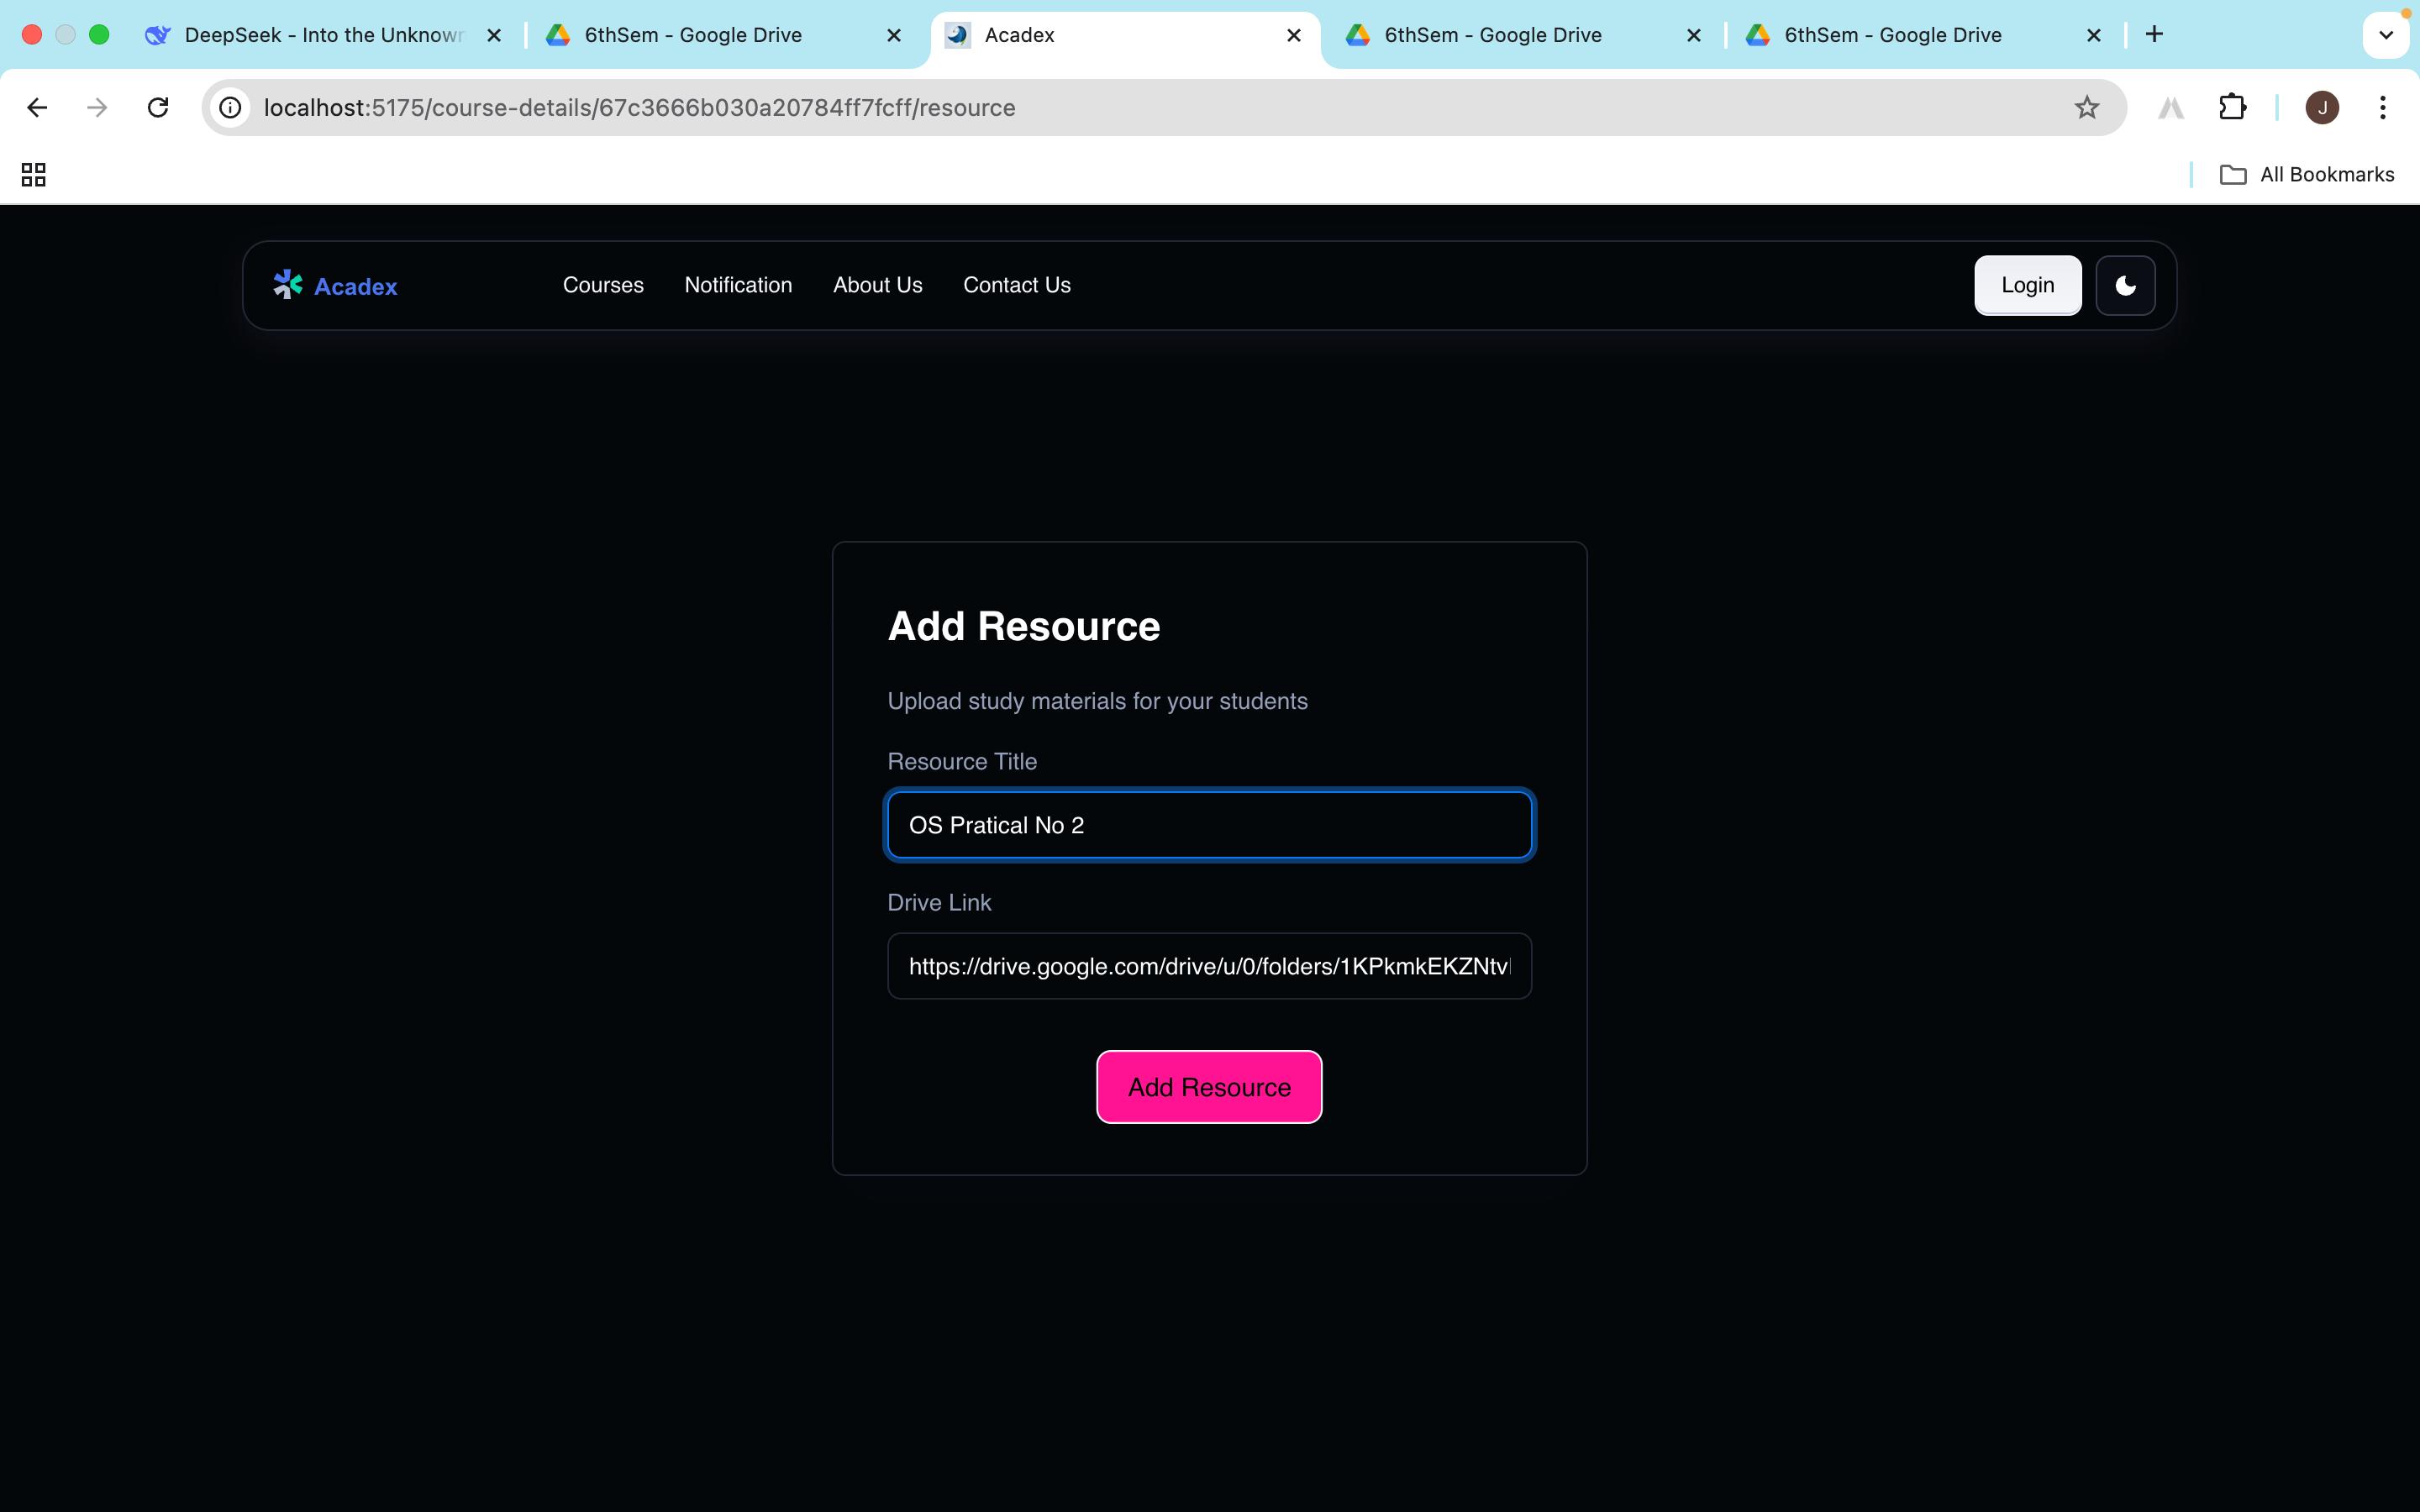 DeepSeek - Into the Unknown
6thSem - Google Drive
Acadex
6thSem - Google Drive
6thSem - Google Drive
localhost:5175/course-details/67c3666b030a20784ff7fcff/resource
J
All Bookmarks
Acadex
Courses
Notification
About Us
Contact Us
Login
Add Resource
Upload study materials for your students
Resource Title
OS Pratical No 2
Drive Link
https://drive.google.com/drive/u/0/folders/1KPkmkEKZNtv
Add Resource